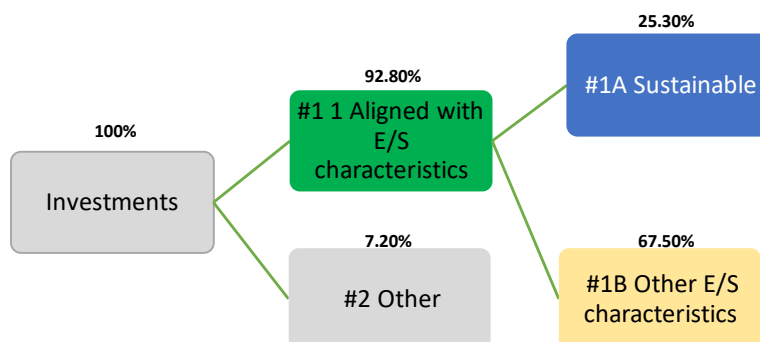 25.30%
92.80%
#1A Sustainable
100%
#1 1 Aligned with
E/S
characteristics
Investments
7.20%
67.50%
#2 Other
#1B Other E/S
characteristics